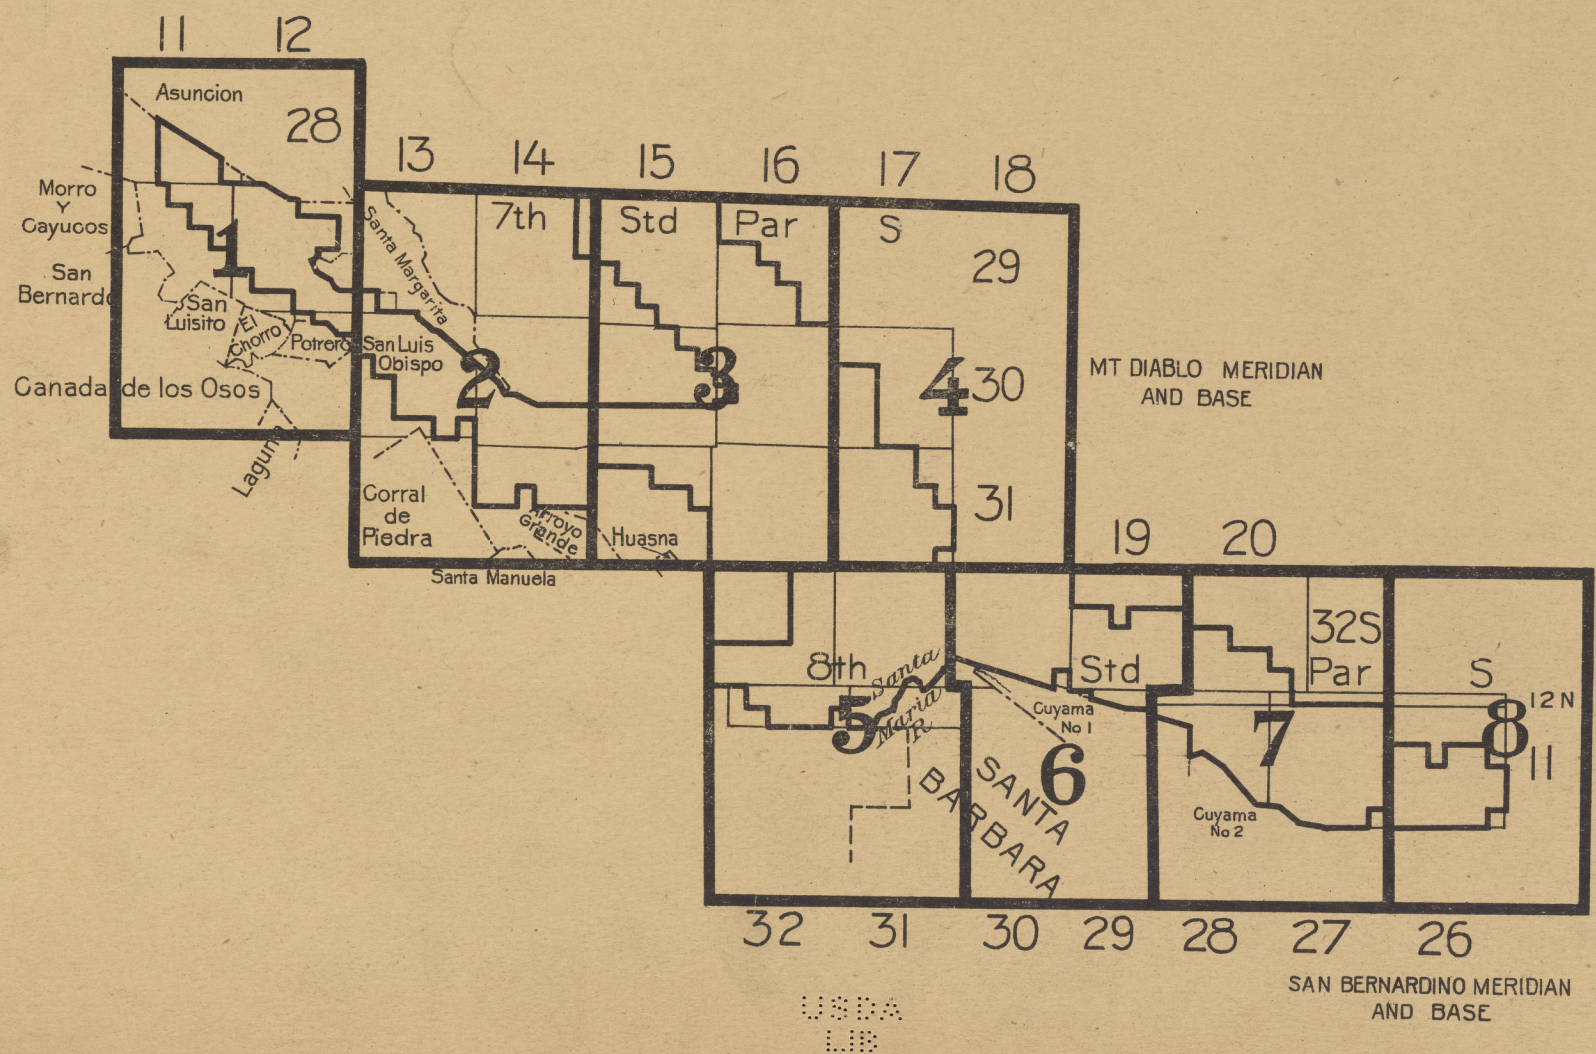 11 12
Asuncion
28
13 14 15 16 17 18
Morro
Y
Cayucos
7th Std Par S
Santa Margarita
1
29
San
Bernardo
San
Luisito
El
Chorro
Potrero
San Luis
Obispo
2 3 4 30
MT DIABLO MERIDIAN
AND BASE
Canada de los Osos
Laguna
Corral
de
Piedra
31
Arroyo
Grande
Huasna
Santa Manuela
19 20
32S
8th Std Par S
Santa
Maria
R
5
Cuyama
No 1
6
7
8
12 N
11
SANTA
BARBARA
Cuyama
No 2
32 31 30 29 28 27 26
SAN BERNARDINO MERIDIAN
AND BASE
USDA
LIB